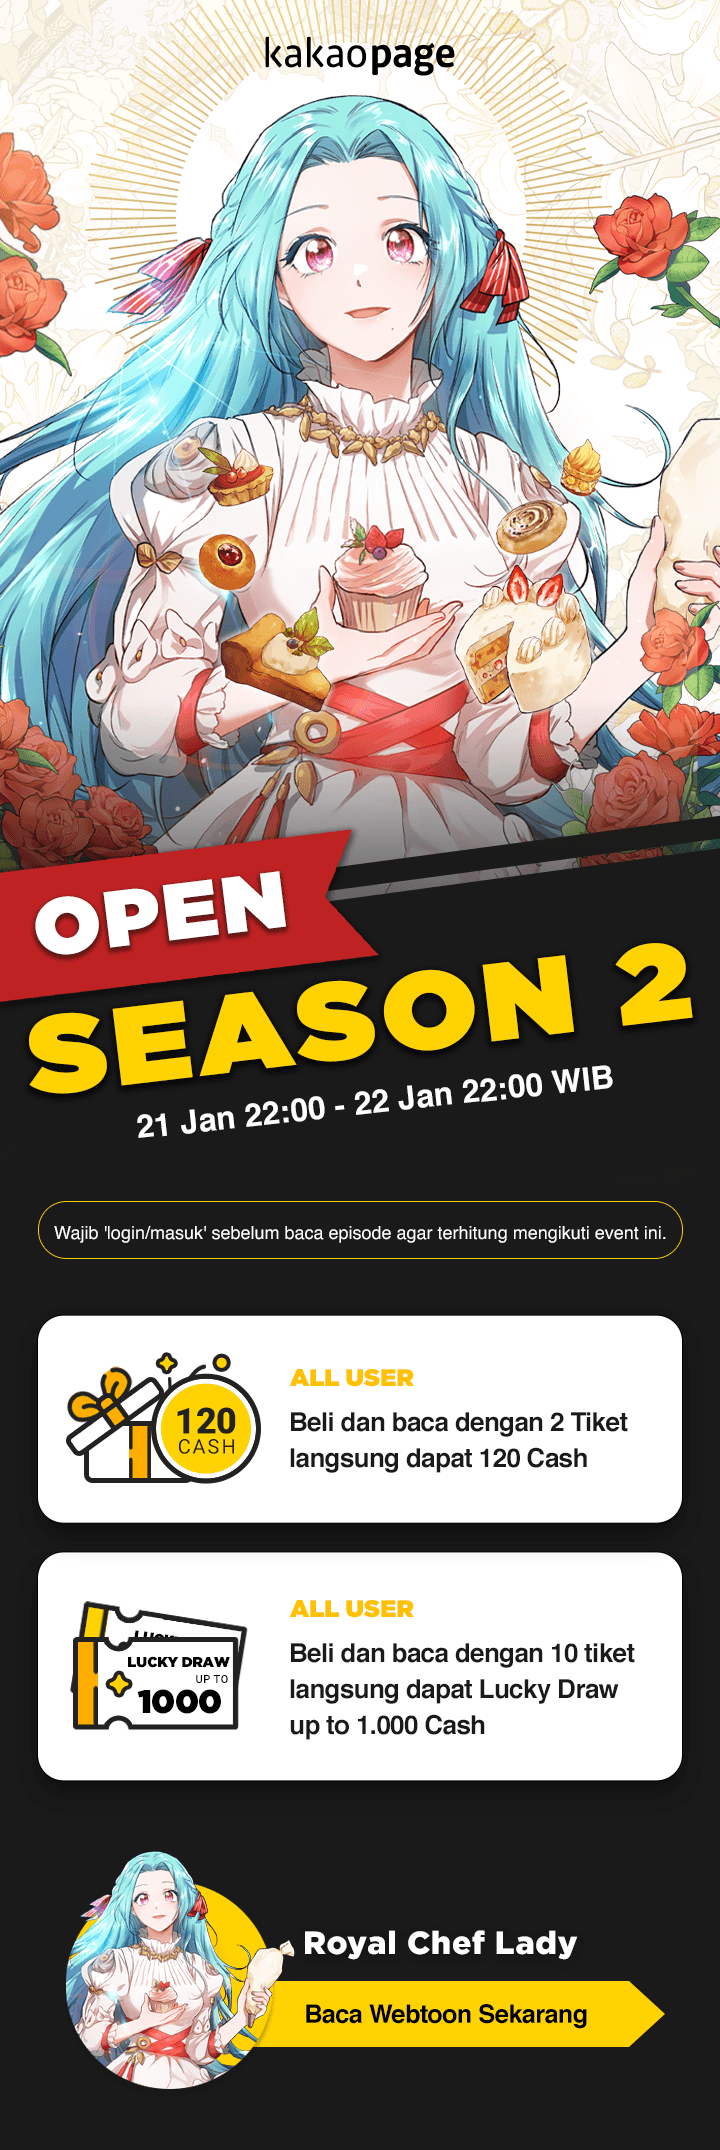 kakaopage
OPEN
SEASON 2
21 Jan 22:00 - 22 Jan 22:00 WIB
Wajib 'login/masuk' sebelum baca episode agar terhitung mengikuti event ini.
120
CASH
ALL USER
Beli dan baca dengan 2 Tiket
langsung dapat 120 Cash
LUCKY DRAW
UP TO
1000
ALL USER
Beli dan baca dengan 10 tiket
langsung dapat Lucky Draw
up to 1.000 Cash
Royal Chef Lady
Baca Webtoon Sekarang